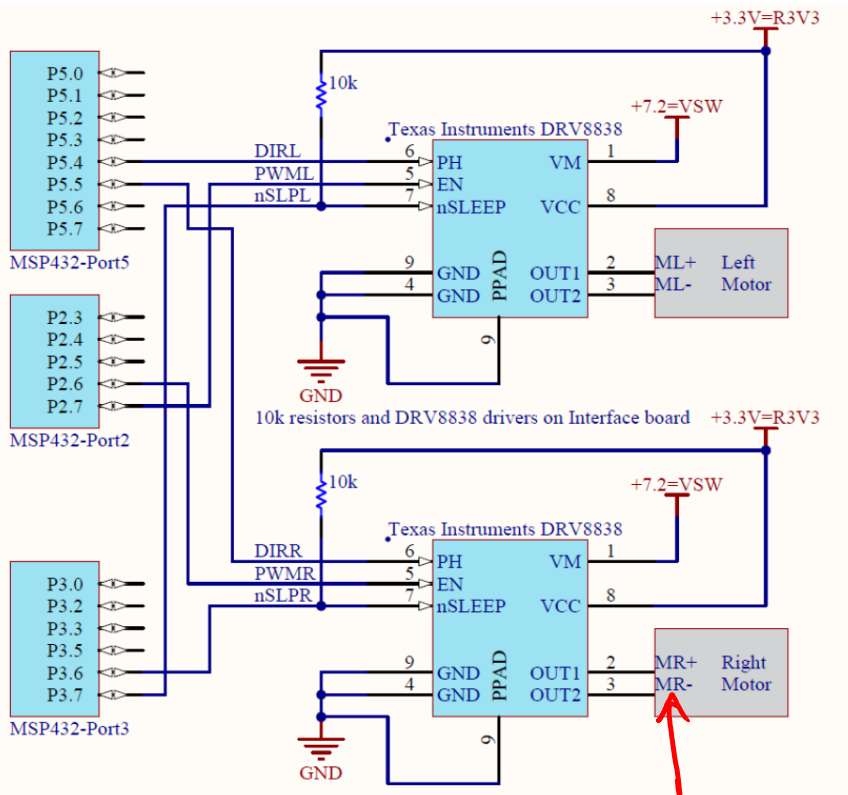 +3.3V=R3V3
P5.0
P5.1
P5.2
P5.3
P5.4
P5.5
P5.6
P5.7
MSP432-Port5
10k
+7.2=VSW
Texas Instruments DRV8838
DIRL 6 PH VM 1
PWML 5 EN
nSLPL 7 nSLEEP VCC 8
9 GND OUT1 2 ML+ Left
4 GND OUT2 3 ML- Motor
PPAD
9
GND
P2.3
P2.4
P2.5
P2.6
P2.7
MSP432-Port2
10k resistors and DRV8838 drivers on Interface board
+3.3V=R3V3
10k
+7.2=VSW
Texas Instruments DRV8838
DIRR 6 PH VM 1
PWMR 5 EN
nSLPR 7 nSLEEP VCC 8
9 GND OUT1 2 MR+ Right
4 GND OUT2 3 MR- Motor
PPAD
9
GND
P3.0
P3.2
P3.3
P3.5
P3.6
P3.7
MSP432-Port3